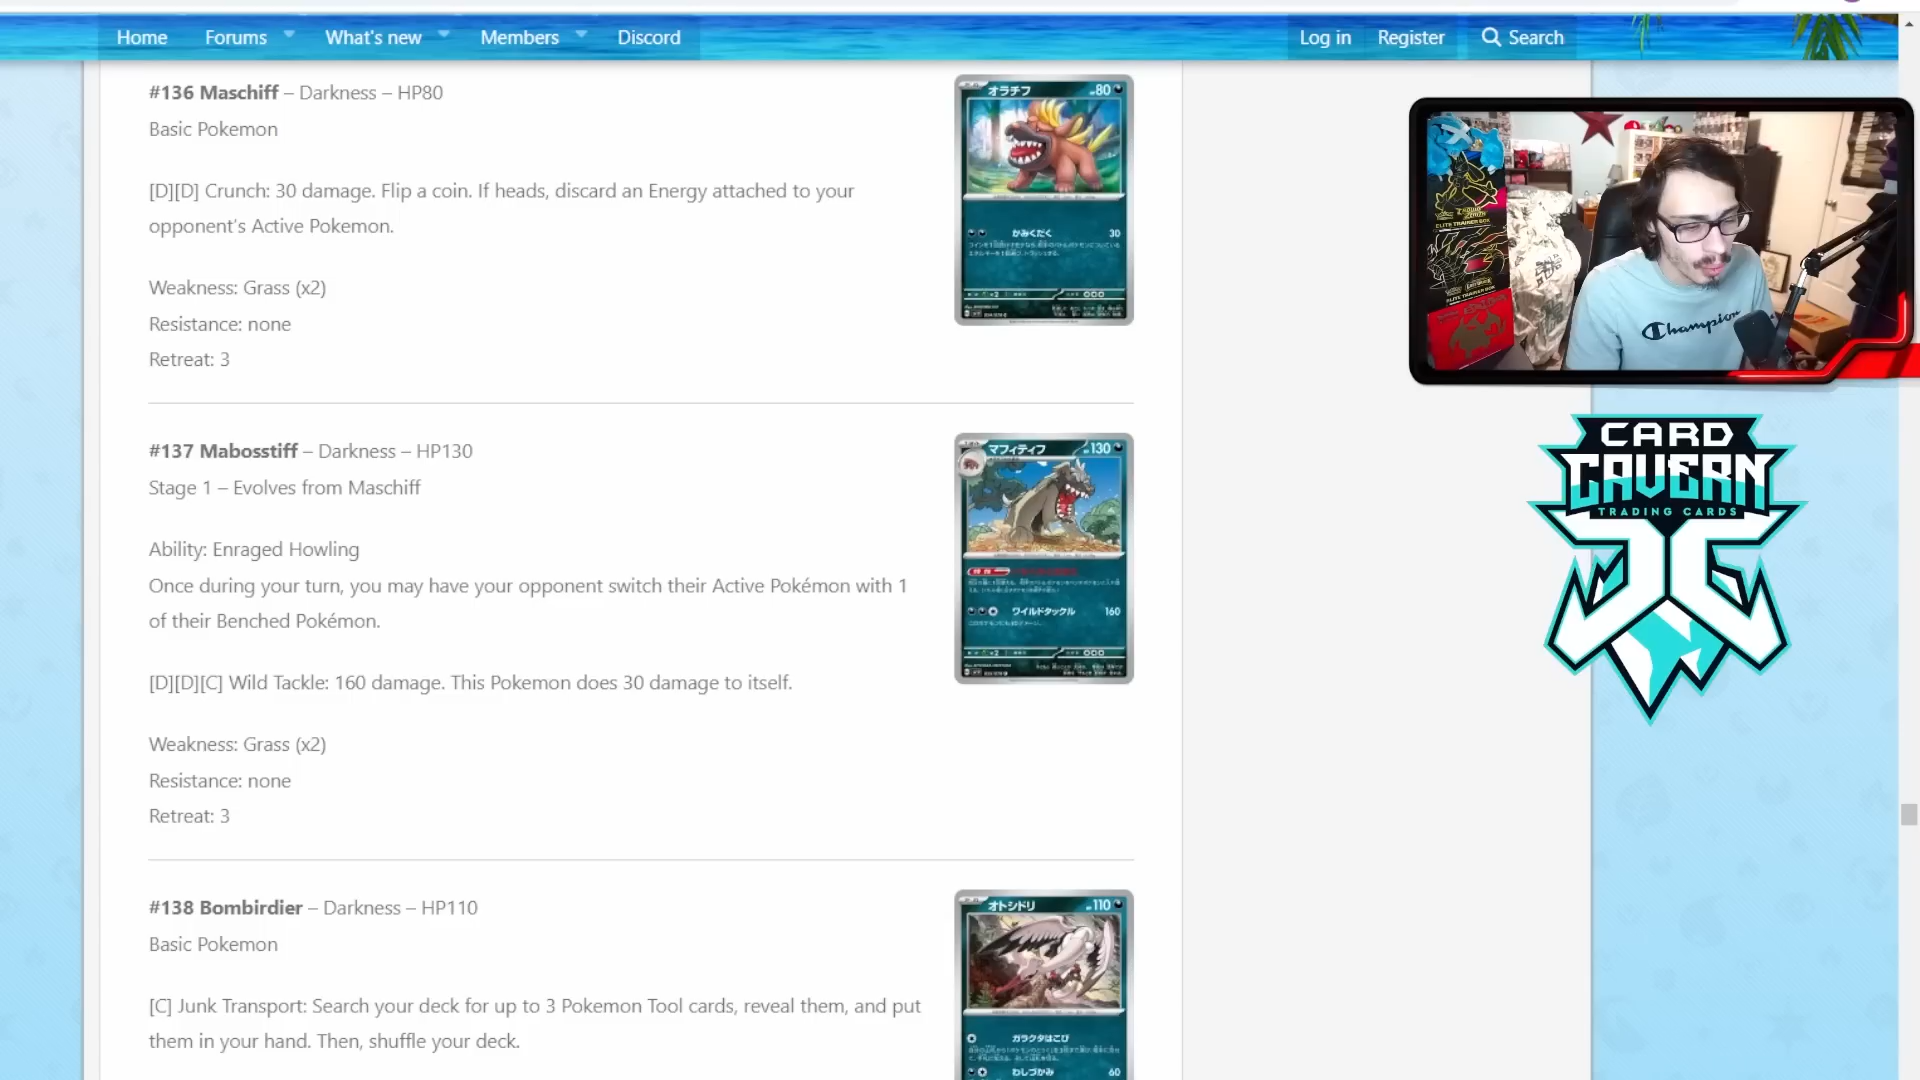 Home
Forums
What's new
Members
Discord
Log in
Register
Search
#136 Maschiff – Darkness – HP80
Basic Pokemon
[D][D] Crunch: 30 damage. Flip a coin. If heads, discard an Energy attached to your
opponent's Active Pokemon.
Weakness: Grass (x2)
Resistance: none
Retreat: 3
オラチフ
80
かみくだく 30
#137 Mabosstiff – Darkness – HP130
Stage 1 – Evolves from Maschiff
Ability: Enraged Howling
Once during your turn, you may have your opponent switch their Active Pokémon with 1
of their Benched Pokémon.
[D][D][C] Wild Tackle: 160 damage. This Pokemon does 30 damage to itself.
Weakness: Grass (x2)
Resistance: none
Retreat: 3
マフィティフ
130
ワイルドタックル 160
#138 Bombirdier – Darkness – HP110
Basic Pokemon
[C] Junk Transport: Search your deck for up to 3 Pokemon Tool cards, reveal them, and put
them in your hand. Then, shuffle your deck.
オトシドリ
110
ガラクタはこび
わしづかみ 60
Champion
ELITE TRAINER BOX
ELITE TRAINER BOX
CARD
CAVERN
TRADING CARDS